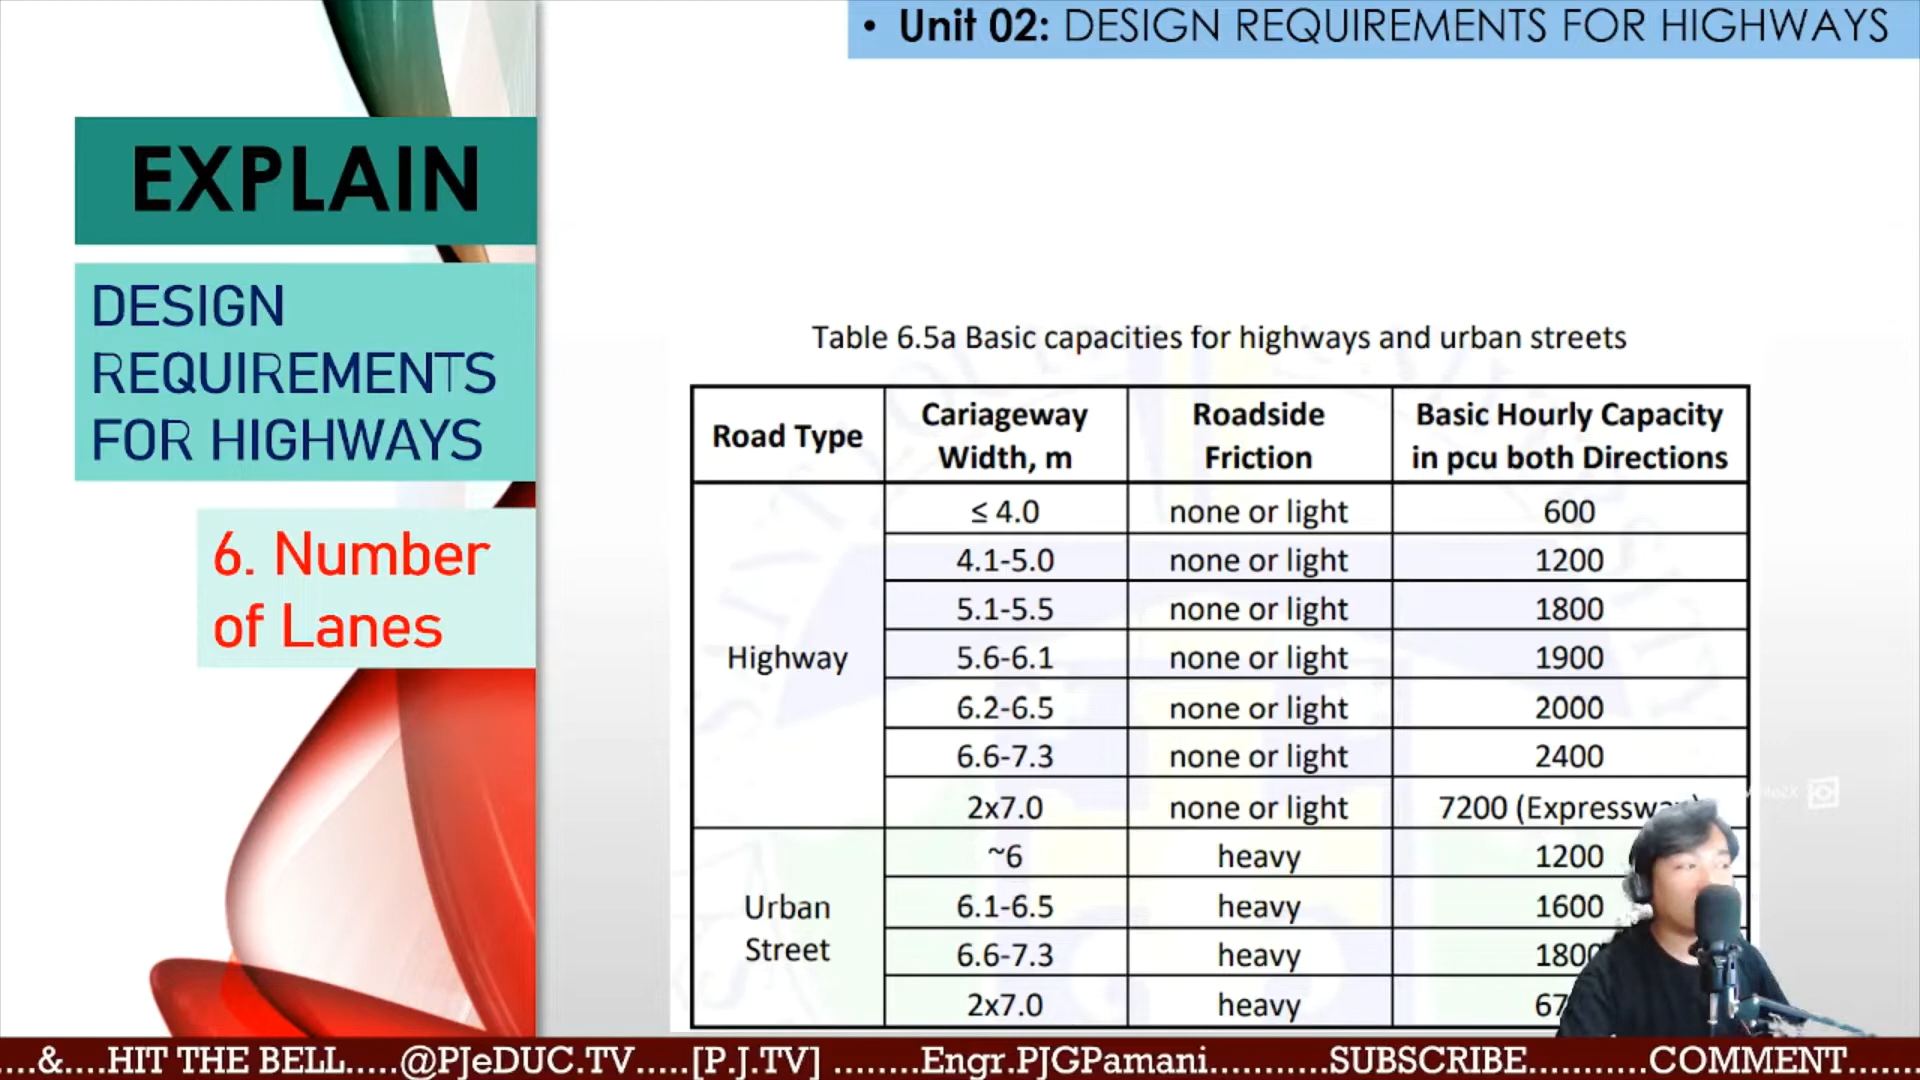 • Unit 02: DESIGN REQUIREMENTS FOR HIGHWAYS
EXPLAIN
DESIGN
REQUIREMENTS
FOR HIGHWAYS
6. Number
of Lanes
Table 6.5a Basic capacities for highways and urban streets
Road Type | Cariageway Width, m | Roadside Friction | Basic Hourly Capacity in pcu both Directions
Highway
≤ 4.0 none or light 600
4.1-5.0 none or light 1200
5.1-5.5 none or light 1800
5.6-6.1 none or light 1900
6.2-6.5 none or light 2000
6.6-7.3 none or light 2400
2x7.0 none or light 7200
Urban
Street
~6 heavy 1200
6.1-6.5 heavy 1600
6.6-7.3 heavy 1800
2x7.0 heavy
....&....HIT THE BELL.....@PJeDUC.TV.....[P.J.TV] ........Engr.PJGPamani...........SUBSCRIBE...........COMMENT.......